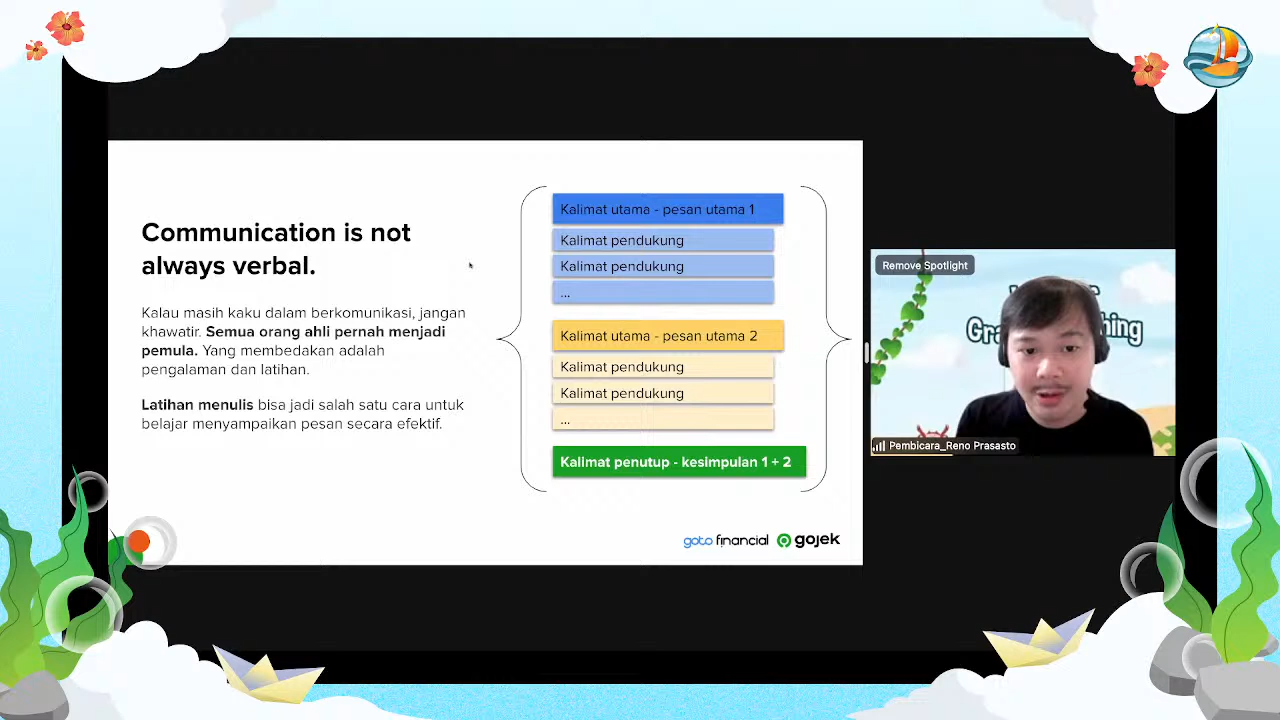 Communication is not
always verbal.
Kalau masih kaku dalam berkomunikasi, jangan
khawatir. Semua orang ahli pernah menjadi
pemula. Yang membedakan adalah
pengalaman dan latihan.
Latihan menulis bisa jadi salah satu cara untuk
belajar menyampaikan pesan secara efektif.
Kalimat utama - pesan utama 1
Kalimat pendukung
Kalimat pendukung
...
Kalimat utama - pesan utama 2
Kalimat pendukung
Kalimat pendukung
...
Kalimat penutup - kesimpulan 1 + 2
goto financial gojek
Remove Spotlight
Pembicara_Reno Prasasto